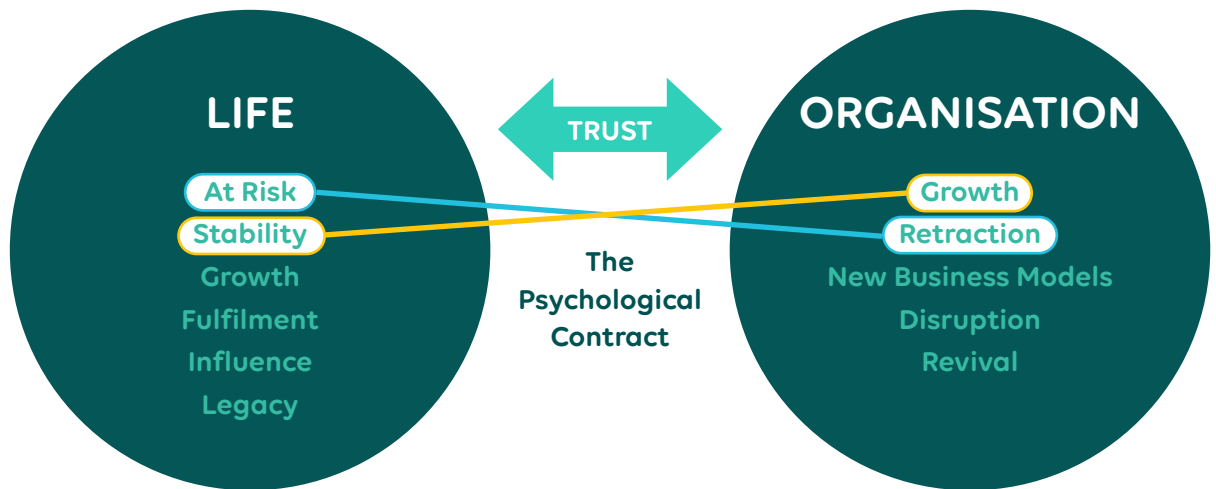 LIFE
At Risk
Stability
Growth
Fulfilment
Influence
Legacy
TRUST
The
Psychological
Contract
ORGANISATION
Growth
Retraction
New Business Models
Disruption
Revival